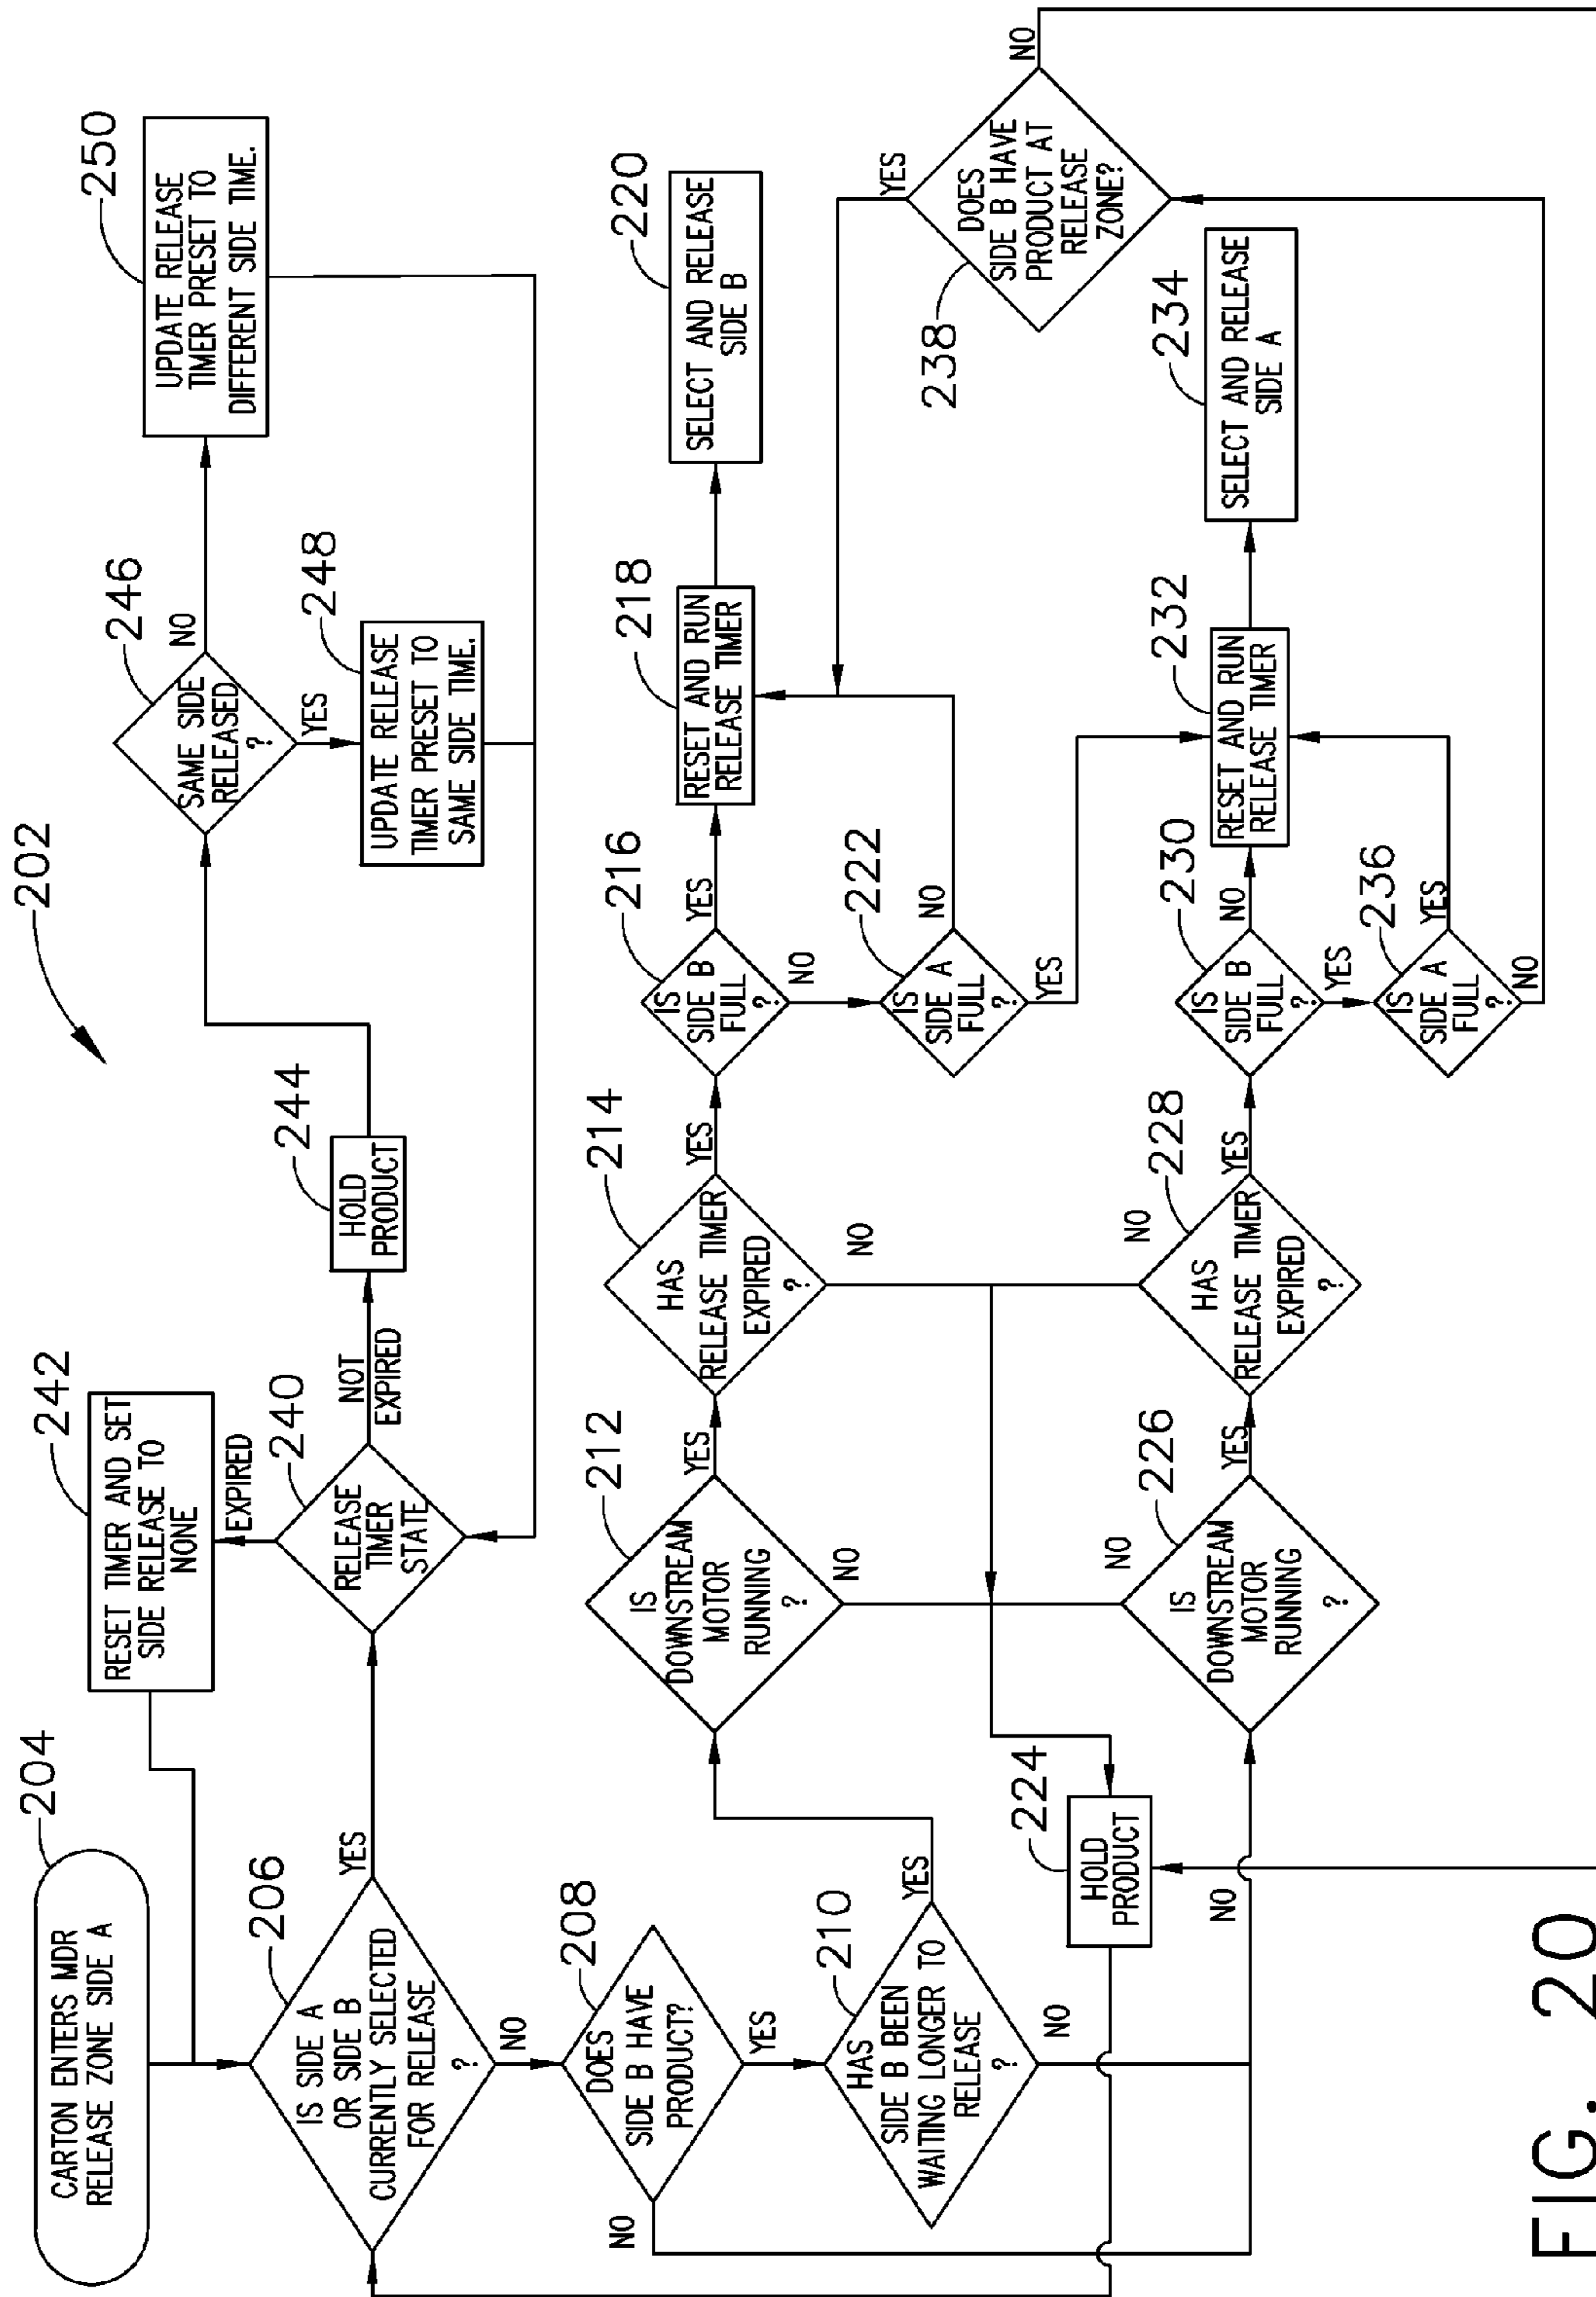 202
204
CARTON ENTERS MDR
RELEASE ZONE SIDE A
242
RESET TIMER AND SET
SIDE RELEASE TO
NONE
EXPIRED
206
IS SIDE A
OR SIDE B
CURRENTLY SELECTED
FOR RELEASE
?
YES
NO
240
RELEASE
TIMER
STATE
NOT
EXPIRED
244
HOLD
PRODUCT
246
SAME SIDE
RELEASED
?
NO
YES
248
UPDATE RELEASE
TIMER PRESET TO
SAME SIDE TIME.
250
UPDATE RELEASE
TIMER PRESET TO
DIFFERENT SIDE TIME.
208
DOES
SIDE B HAVE
PRODUCT?
NO
YES
210
HAS
SIDE B BEEN
WAITING LONGER TO
RELEASE
?
YES
NO
212
IS
DOWNSTREAM
MOTOR
RUNNING
?
YES
NO
214
HAS
RELEASE TIMER
EXPIRED
?
YES
NO
216
IS
SIDE B
FULL
?
YES
NO
218
RESET AND RUN
RELEASE TIMER
220
SELECT AND RELEASE
SIDE B
222
IS
SIDE A
FULL
?
NO
YES
224
HOLD
PRODUCT
NO
226
IS
DOWNSTREAM
MOTOR
RUNNING
?
NO
YES
228
HAS
RELEASE TIMER
EXPIRED
?
NO
YES
230
IS
SIDE B
FULL
?
NO
YES
232
RESET AND RUN
RELEASE TIMER
234
SELECT AND RELEASE
SIDE A
236
IS
SIDE A
FULL
?
YES
NO
238
DOES
SIDE B HAVE
PRODUCT AT
RELEASE
ZONE?
YES
NO
FIG. 20